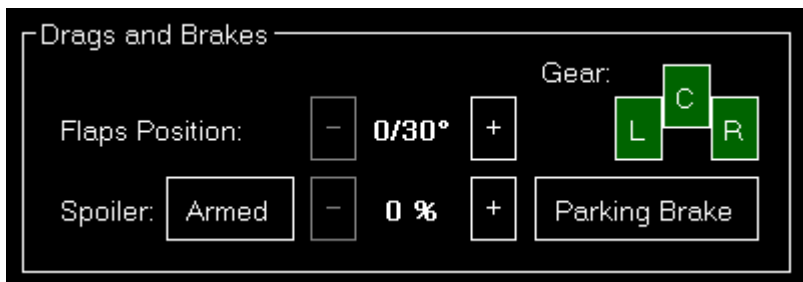 Drags and Brakes
Gear:
L C R
Flaps Position: − 0/30° +
Spoiler: Armed − 0 % + Parking Brake